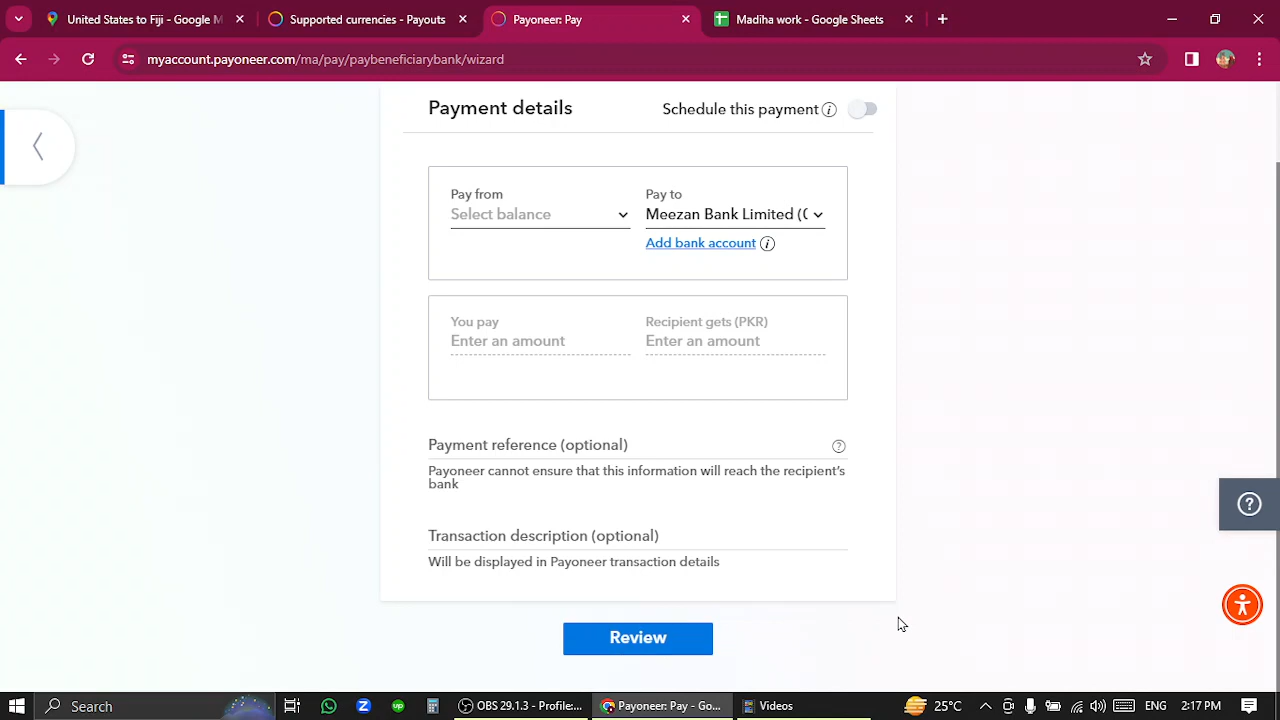 United States to Fiji - Google M
Supported currencies - Payouts
Payoneer: Pay
Madiha work - Google Sheets
myaccount.payoneer.com/ma/pay/paybeneficiarybank/wizard
Payment details
Schedule this payment
Pay from
Select balance
Pay to
Meezan Bank Limited ((
Add bank account
You pay
Enter an amount
Recipient gets (PKR)
Enter an amount
Payment reference (optional)
Payoneer cannot ensure that this information will reach the recipient's
bank
Transaction description (optional)
Will be displayed in Payoneer transaction details
Review
Search
OBS 29.1.3 - Profile:...
Payoneer: Pay - Go...
Videos
25°C
ENG
2:17 PM